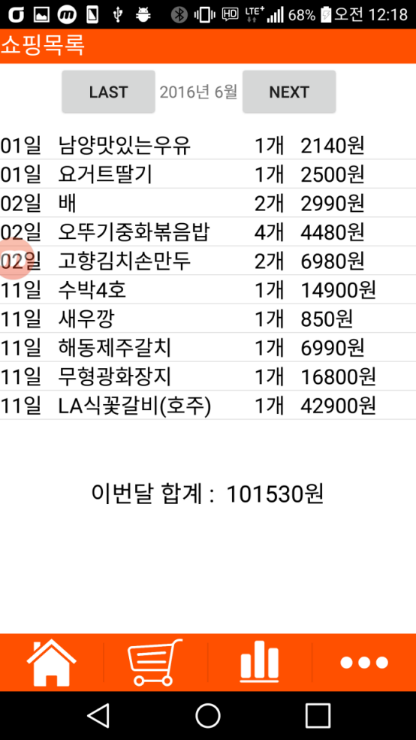 HD LTE+ 68% 오전 12:18
쇼핑목록
LAST 2016년 6월 NEXT
01일 남양맛있는우유 1개 2140원
01일 요거트딸기 1개 2500원
02일 배 2개 2990원
02일 오뚜기중화볶음밥 4개 4480원
02일 고향김치손만두 2개 6980원
11일 수박4호 1개 14900원
11일 새우깡 1개 850원
11일 해동제주갈치 1개 6990원
11일 무형광화장지 1개 16800원
11일 LA식꽃갈비(호주) 1개 42900원
이번달 합계 : 101530원